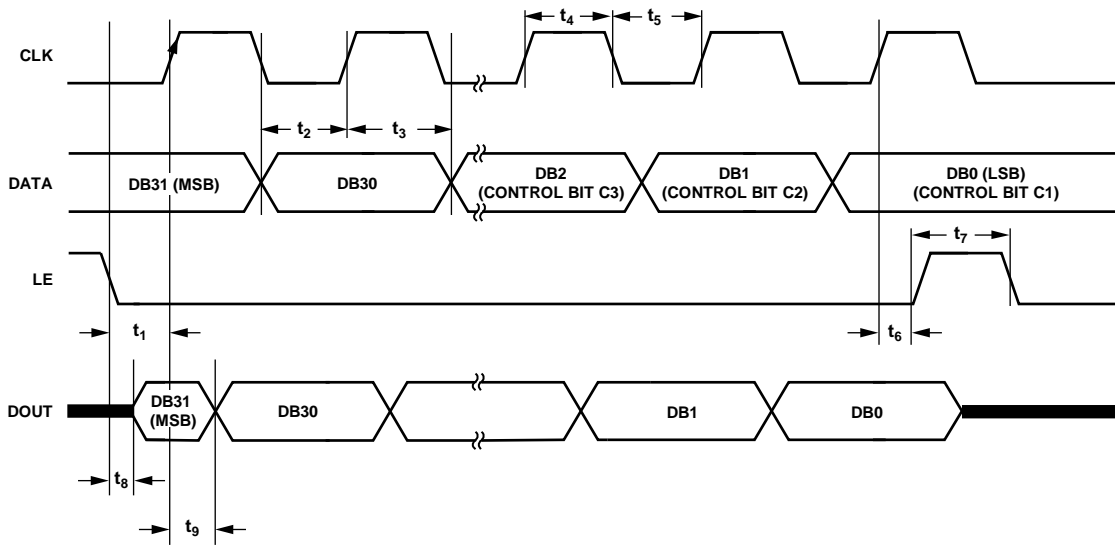 t4
t5
CLK
t2
t3
DATA
DB31 (MSB)
DB30
DB2
(CONTROL BIT C3)
DB1
(CONTROL BIT C2)
DB0 (LSB)
(CONTROL BIT C1)
t7
LE
t1
t6
DOUT
DB31
(MSB)
DB30
DB1
DB0
t8
t9